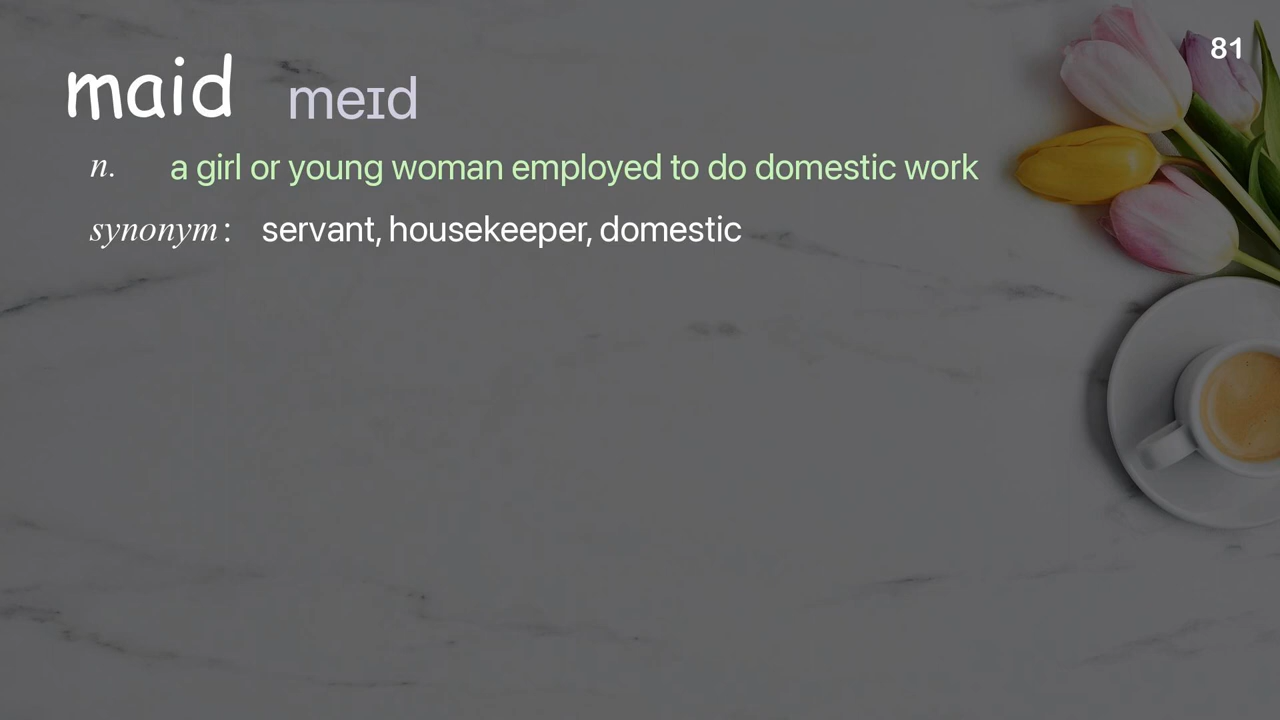 81
maid meɪd
n. a girl or young woman employed to do domestic work
synonym: servant, housekeeper, domestic